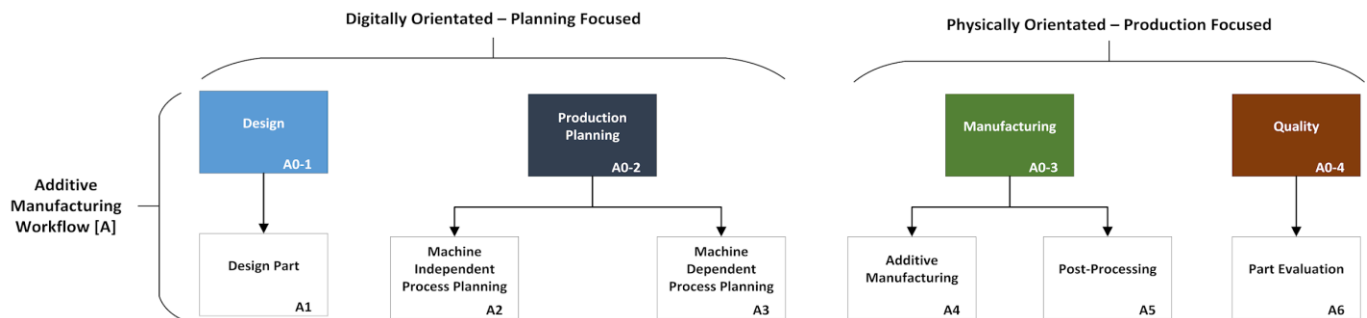 Digitally Orientated – Planning Focused
Physically Orientated – Production Focused
Additive
Manufacturing
Workflow [A]
Design
A0-1
Production
Planning
A0-2
Manufacturing
A0-3
Quality
A0-4
Design Part
A1
Machine
Independent
Process Planning
A2
Machine
Dependent
Process Planning
A3
Additive
Manufacturing
A4
Post-Processing
A5
Part Evaluation
A6